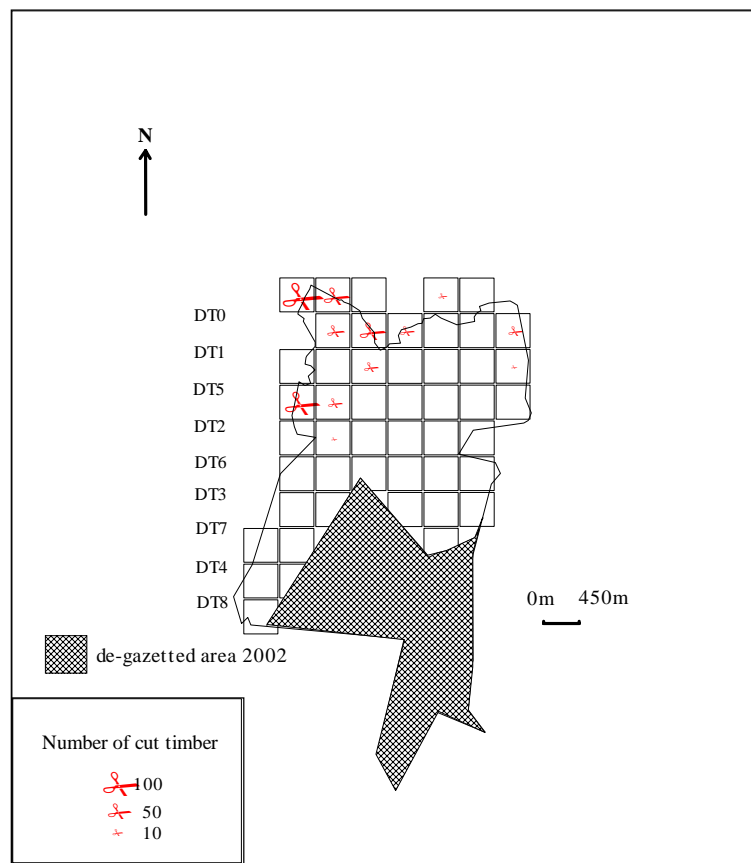 N
DT0
DT1
DT5
DT2
DT6
DT3
DT7
DT4
DT8
0m 450m
de-gazetted area 2002
Number of cut timber
100
50
10